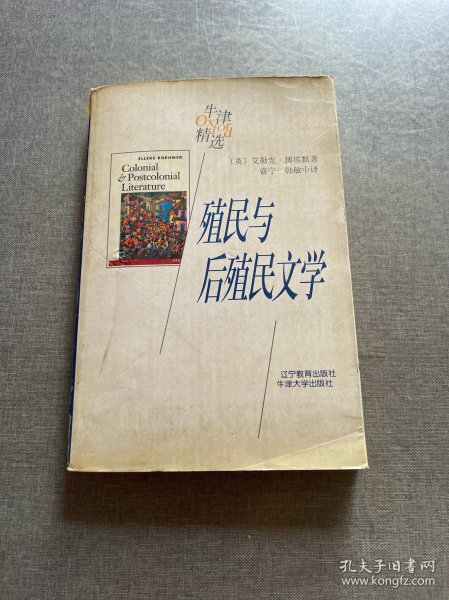 牛津
Oxford
精选
ELLEKE BOEHMER
Colonial
& Postcolonial
Literature
〔英〕艾勒克·博埃默著
盛宁 韩敏中译
殖民与
后殖民文学
辽宁教育出版社
牛津大学出版社
孔夫子旧书网
www.kongfz.com